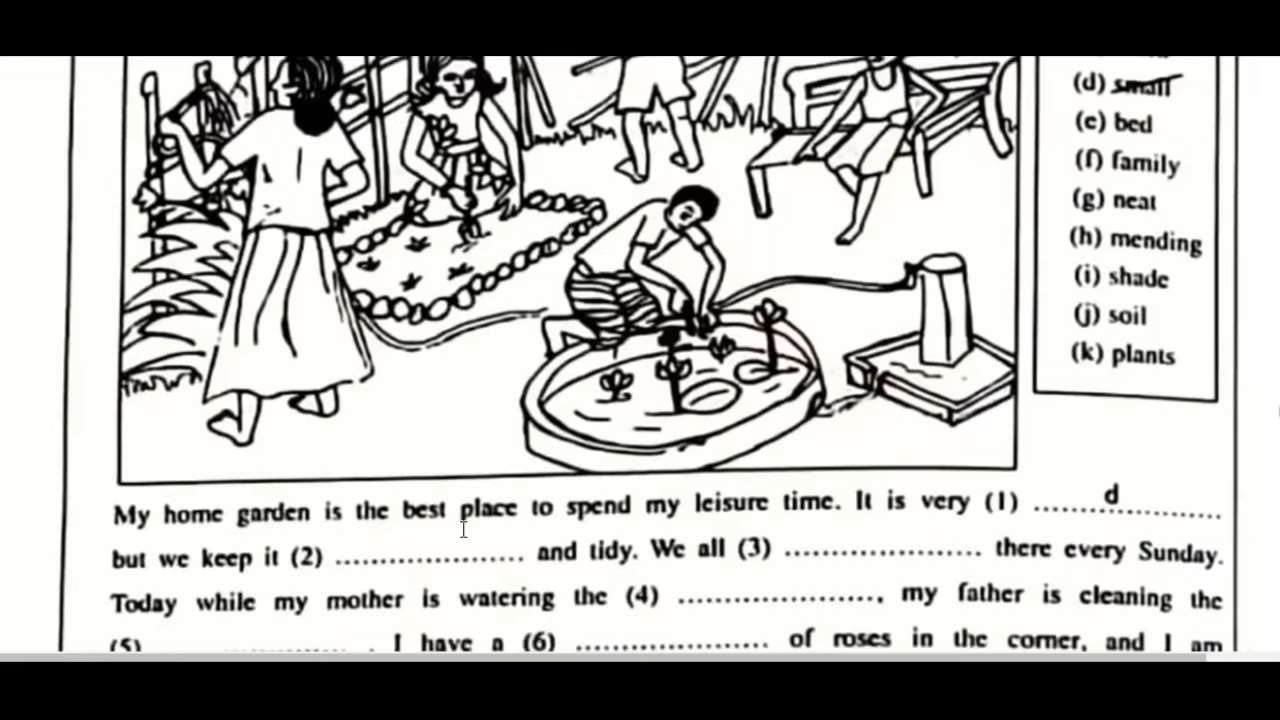 (d) small
(e) bed
(f) family
(g) neat
(h) mending
(i) shade
(j) soil
(k) plants
My home garden is the best place to spend my leisure time. It is very (1) ........d..............
but we keep it (2) ..................... and tidy. We all (3) ...................... there every Sunday.
Today while my mother is watering the (4) ......................, my father is cleaning the
(5) ..................... . I have a (6) ..................... of roses in the corner, and I am